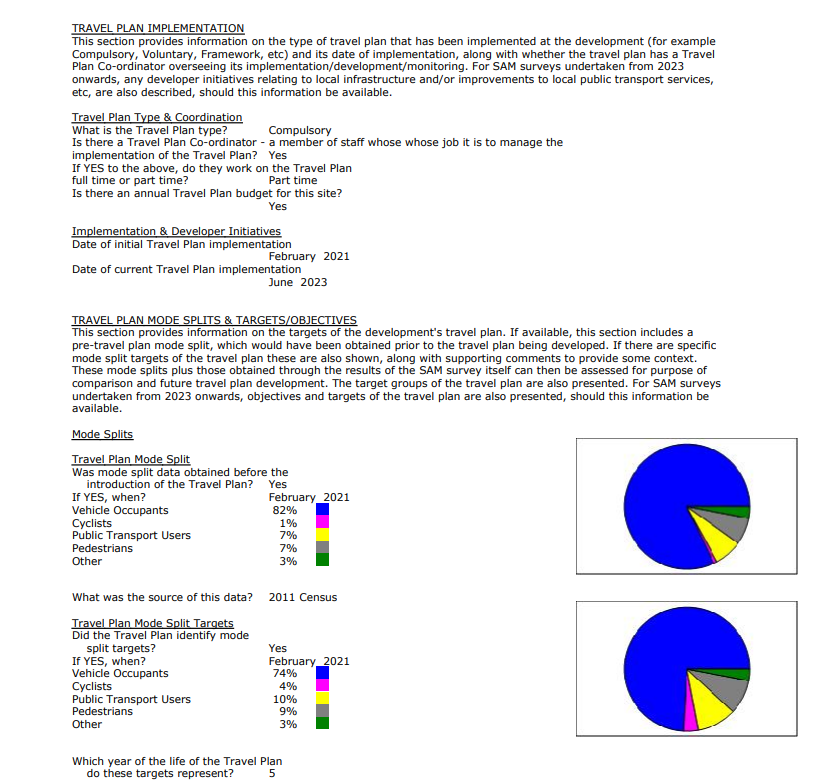 TRAVEL PLAN IMPLEMENTATION
This section provides information on the type of travel plan that has been implemented at the development (for example
Compulsory, Voluntary, Framework, etc) and its date of implementation, along with whether the travel plan has a Travel
Plan Co-ordinator overseeing its implementation/development/monitoring. For SAM surveys undertaken from 2023
onwards, any developer initiatives relating to local infrastructure and/or improvements to local public transport services,
etc, are also described, should this information be available.
Travel Plan Type & Coordination
What is the Travel Plan type? Compulsory
Is there a Travel Plan Co-ordinator - a member of staff whose whose job it is to manage the
implementation of the Travel Plan? Yes
If YES to the above, do they work on the Travel Plan
full time or part time? Part time
Is there an annual Travel Plan budget for this site?
Yes
Implementation & Developer Initiatives
Date of initial Travel Plan implementation
February 2021
Date of current Travel Plan implementation
June 2023
TRAVEL PLAN MODE SPLITS & TARGETS/OBJECTIVES
This section provides information on the targets of the development's travel plan. If available, this section includes a
pre-travel plan mode split, which would have been obtained prior to the travel plan being developed. If there are specific
mode split targets of the travel plan these are also shown, along with supporting comments to provide some context.
These mode splits plus those obtained through the results of the SAM survey itself can then be assessed for purpose of
comparison and future travel plan development. The target groups of the travel plan are also presented. For SAM surveys
undertaken from 2023 onwards, objectives and targets of the travel plan are also presented, should this information be
available.
Mode Splits
Travel Plan Mode Split
Was mode split data obtained before the
introduction of the Travel Plan? Yes
If YES, when? February 2021
Vehicle Occupants 82%
Cyclists 1%
Public Transport Users 7%
Pedestrians 7%
Other 3%
What was the source of this data? 2011 Census
Travel Plan Mode Split Targets
Did the Travel Plan identify mode
split targets? Yes
If YES, when? February 2021
Vehicle Occupants 74%
Cyclists 4%
Public Transport Users 10%
Pedestrians 9%
Other 3%
Which year of the life of the Travel Plan
do these targets represent? 5